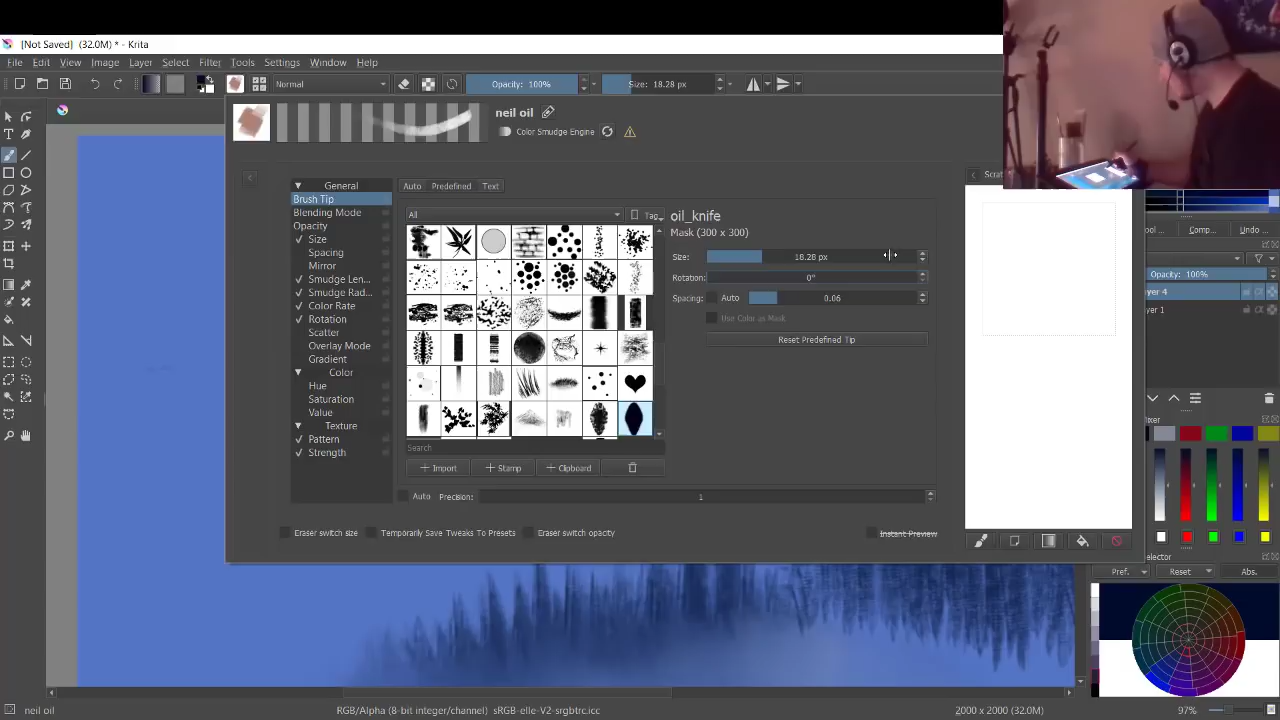 [Not Saved] (32.0M) * - Krita
File Edit View Image Layer Select Filter Tools Settings Window Help
Normal Opacity: 100% Size: 18.28 px
neil oil
Color Smudge Engine
General
Brush Tip
Blending Mode
Opacity
Size
Spacing
Mirror
Smudge Len...
Smudge Rad...
Color Rate
Rotation
Scatter
Overlay Mode
Gradient
Color
Hue
Saturation
Value
Texture
Pattern
Strength
Auto Predefined Text
All Tag
Search
Import Stamp Clipboard
Auto Precision: 1
oil_knife
Mask (300 x 300)
Size: 18.28 px
Rotation: 0°
Spacing: Auto 0.06
Use Color as Mask
Reset Predefined Tip
Eraser switch size Temporarily Save Tweaks To Presets Eraser switch opacity Instant Preview
Comp... Undo ...
Opacity: 100%
Pref. Reset Abs.
neil oil RGB/Alpha (8-bit integer/channel) sRGB-elle-V2-srgbtrc.icc 2000 x 2000 (32.0M) 97%